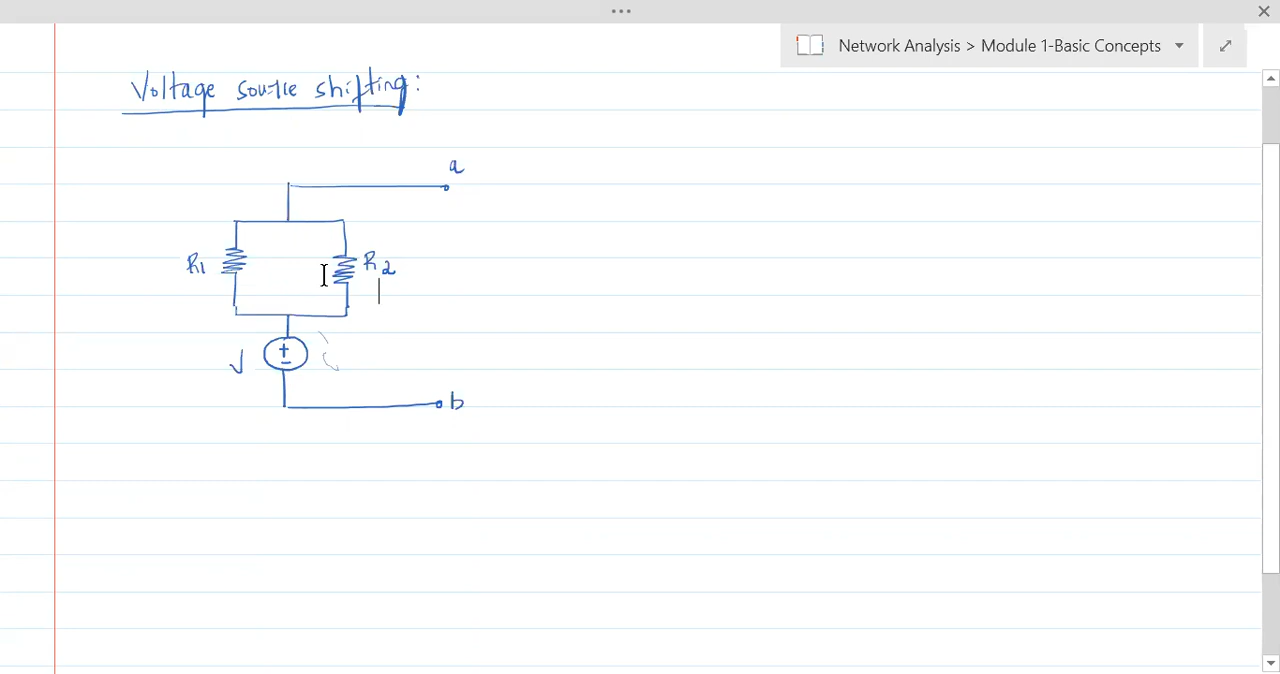 Network Analysis > Module 1-Basic Concepts
Voltage source shifting:
a
R1
R2
V
+
-
b